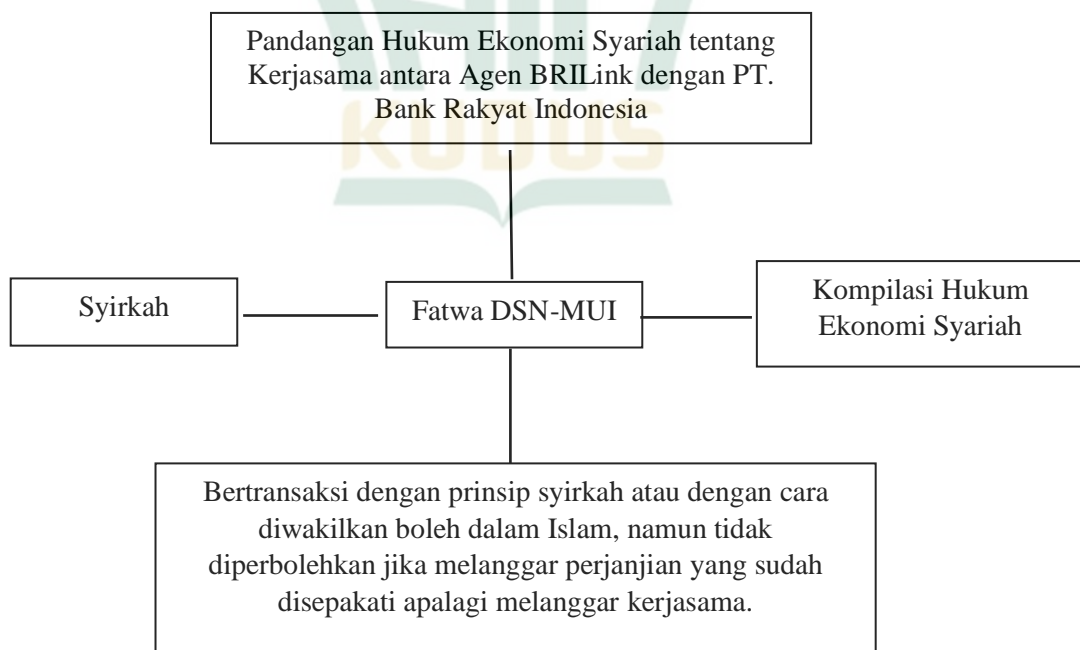 Pandangan Hukum Ekonomi Syariah tentang
Kerjasama antara Agen BRILink dengan PT.
Bank Rakyat Indonesia
KUDUS
Syirkah
Fatwa DSN-MUI
Kompilasi Hukum
Ekonomi Syariah
Bertransaksi dengan prinsip syirkah atau dengan cara
diwakilkan boleh dalam Islam, namun tidak
diperbolehkan jika melanggar perjanjian yang sudah
disepakati apalagi melanggar kerjasama.